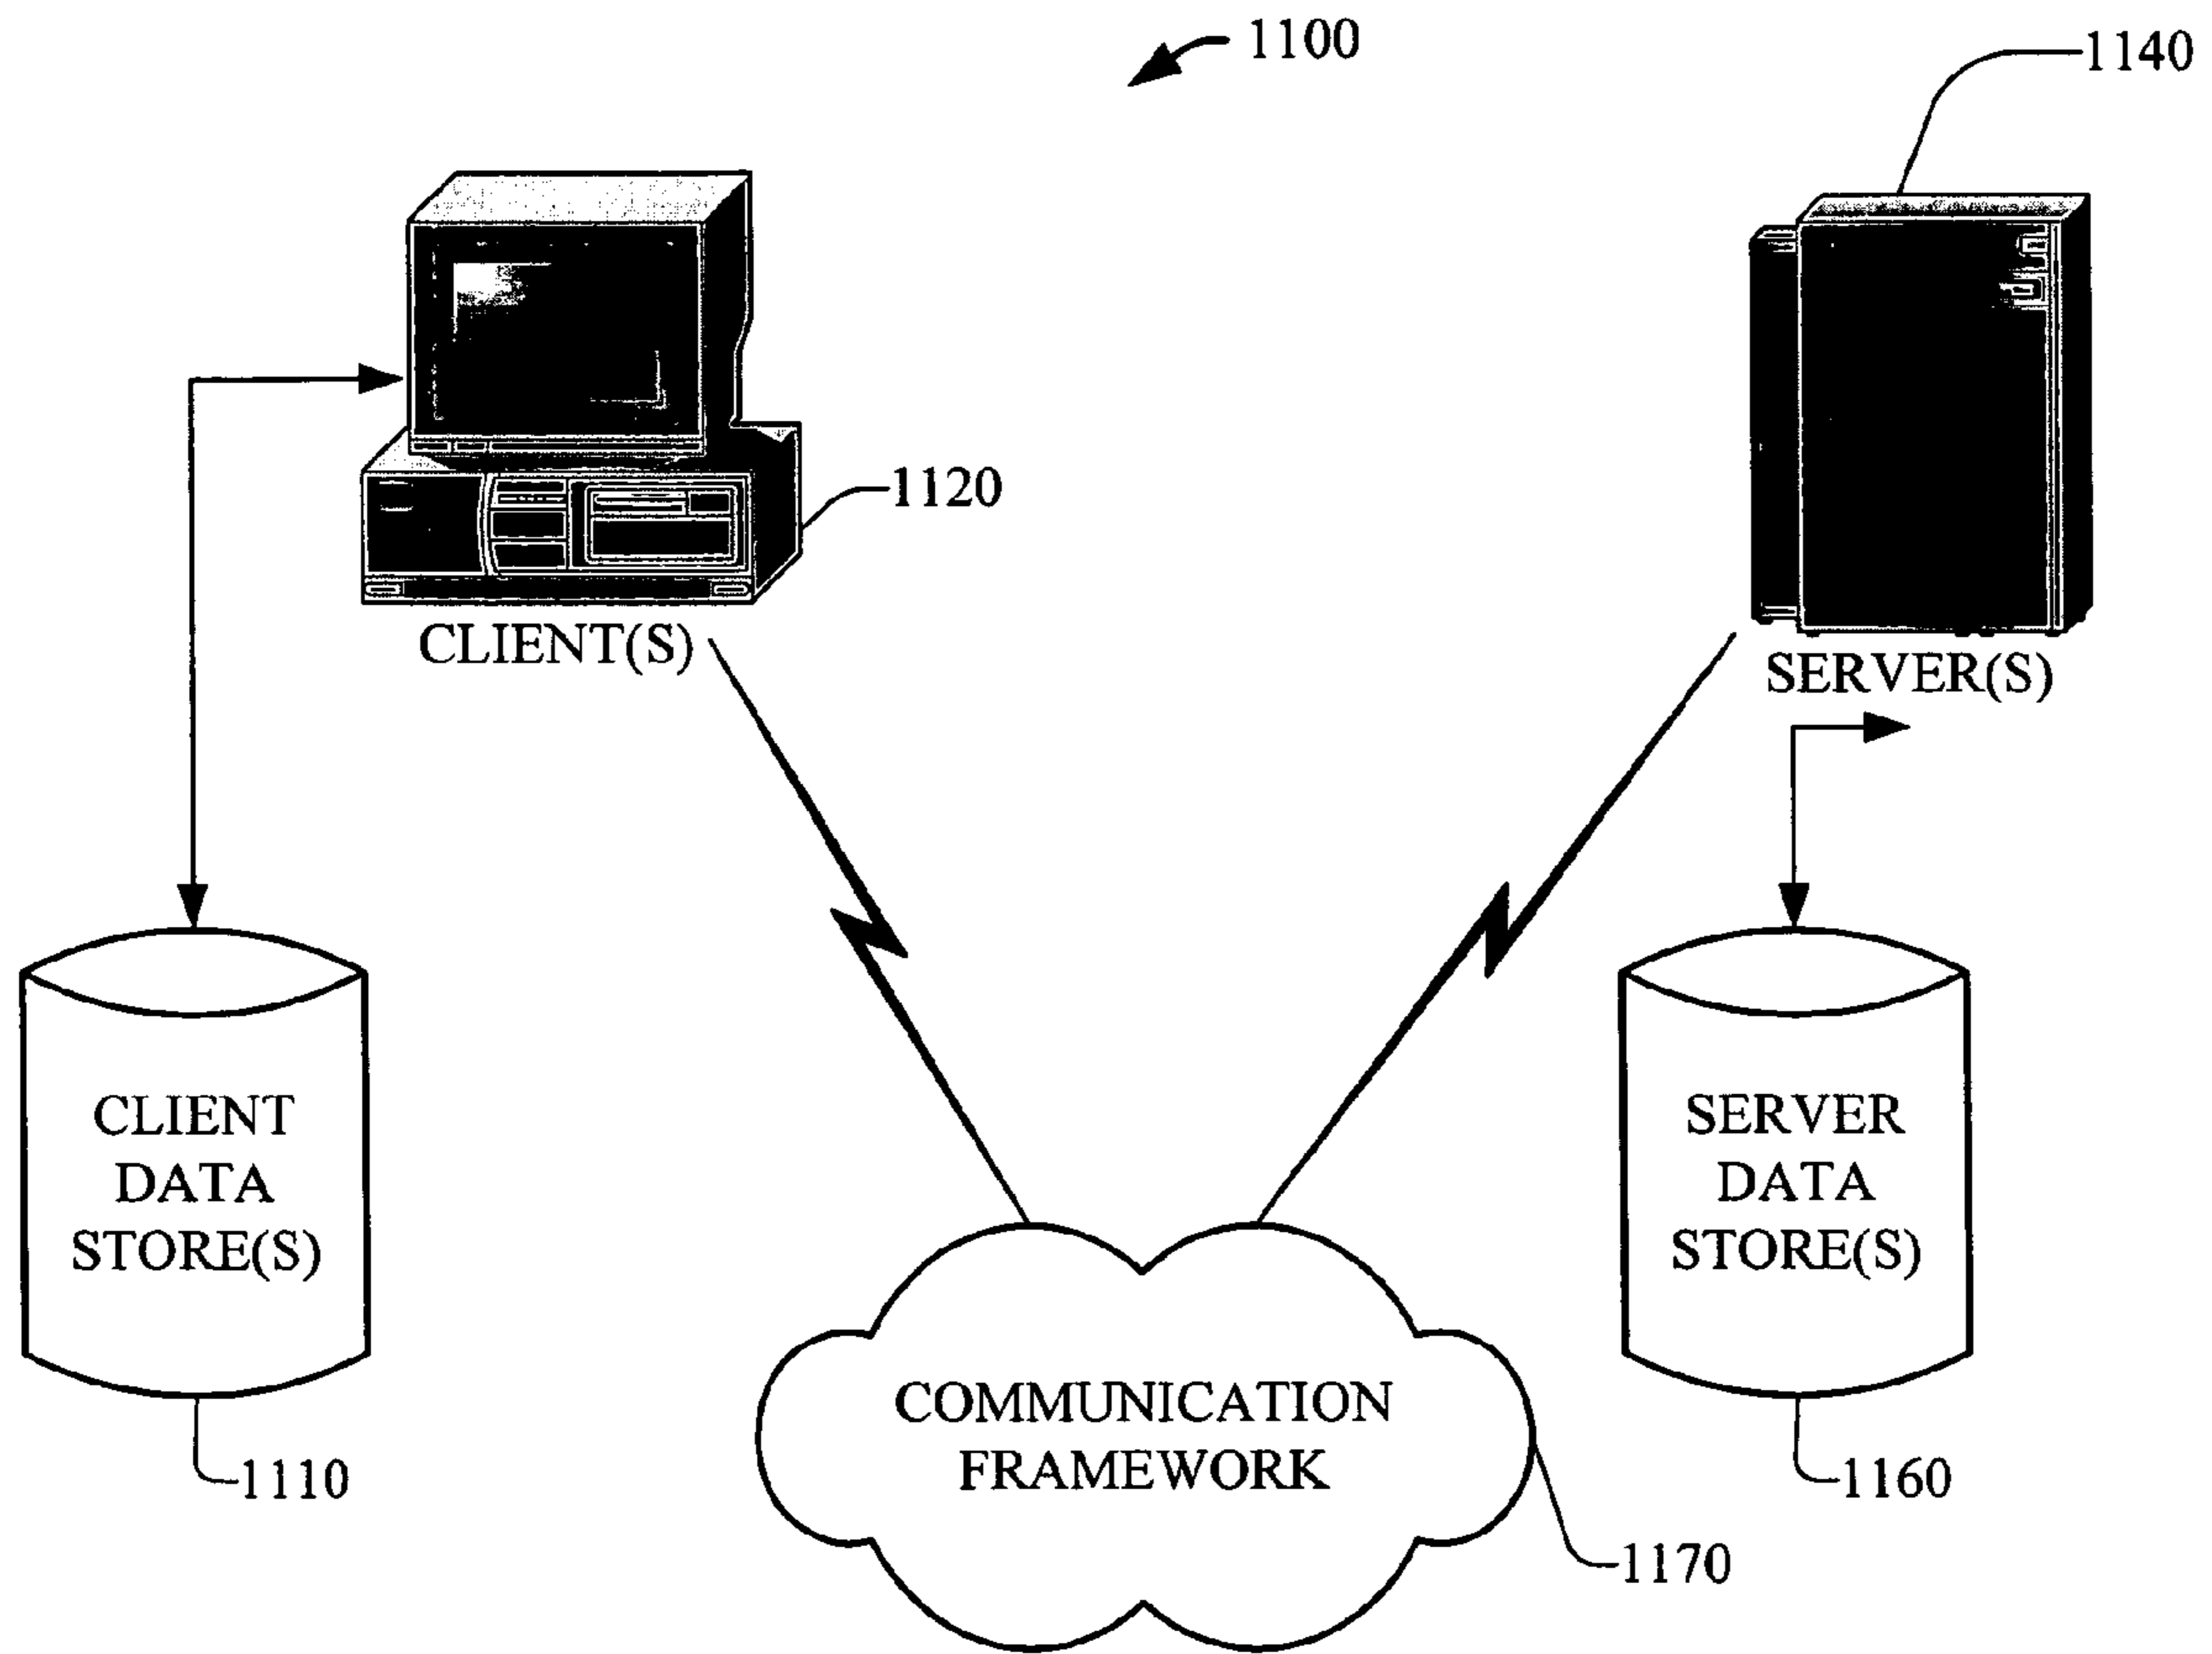 1100
1140
1120
CLIENT(S)
SERVER(S)
CLIENT
DATA
STORE(S)
SERVER
DATA
STORE(S)
COMMUNICATION
FRAMEWORK
1110
1160
1170